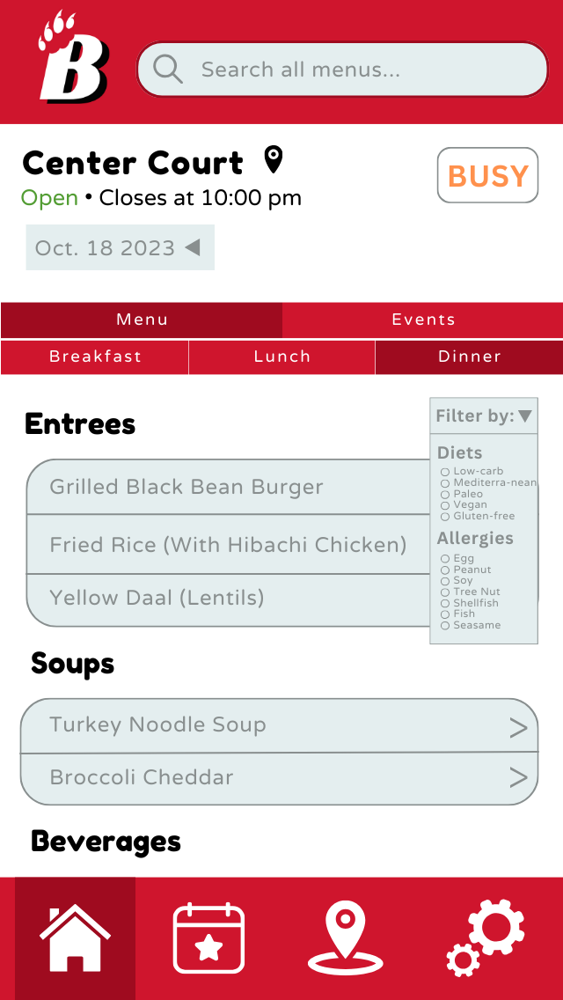 B
Search all menus...
Center Court
BUSY
Open • Closes at 10:00 pm
Oct. 18 2023
Menu Events
Breakfast Lunch Dinner
Entrees
Filter by:
Diets
Low-carb
Mediterra-nean
Paleo
Vegan
Gluten-free
Allergies
Egg
Peanut
Soy
Tree Nut
Shellfish
Fish
Seasame
Grilled Black Bean Burger
Fried Rice (With Hibachi Chicken)
Yellow Daal (Lentils)
Soups
Turkey Noodle Soup >
Broccoli Cheddar >
Beverages